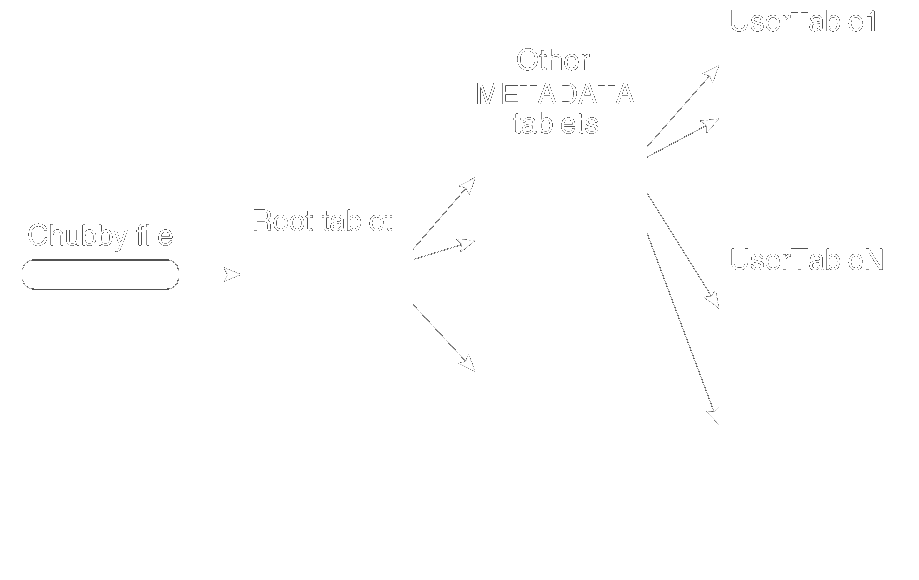 UserTable1
Other
METADATA
tablets
Root tablet
Chubby file
UserTableN